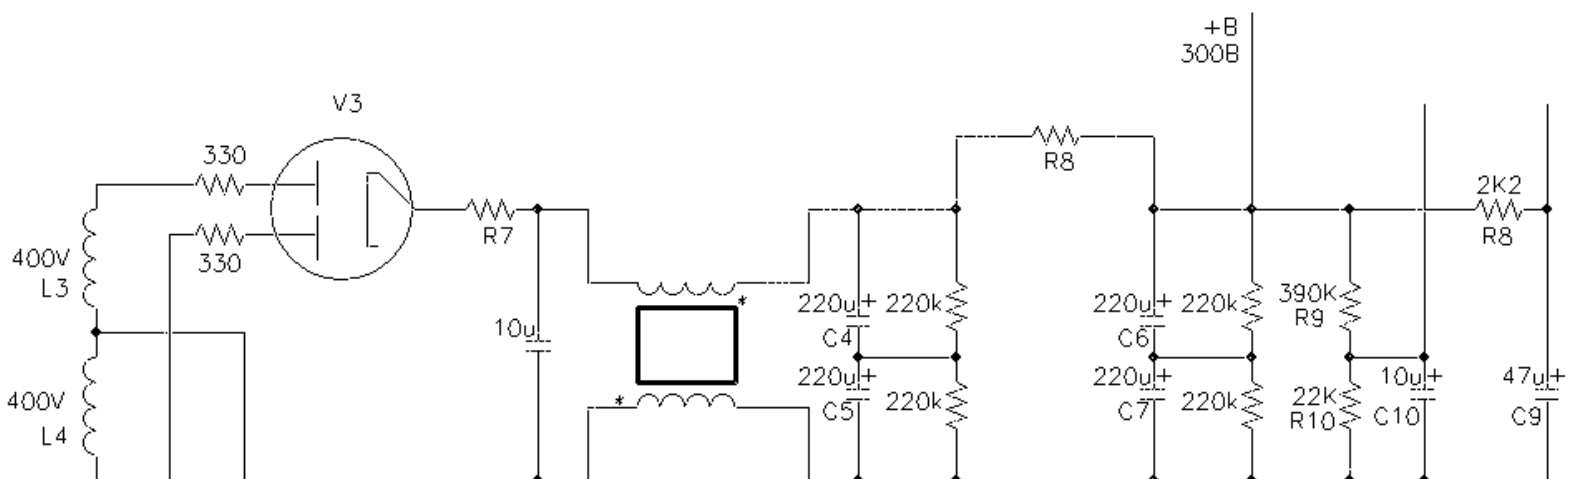 +B
300B
V3
330
R8
2K2
R7
R8
330
400V
L3
220u+
220k
220u+
220k
390K
R9
10u
*
C4
C6
220u+
220k
220u+
220k
10u+
47u+
22K
400V
*
C5
C7
R10
C10
C9
L4